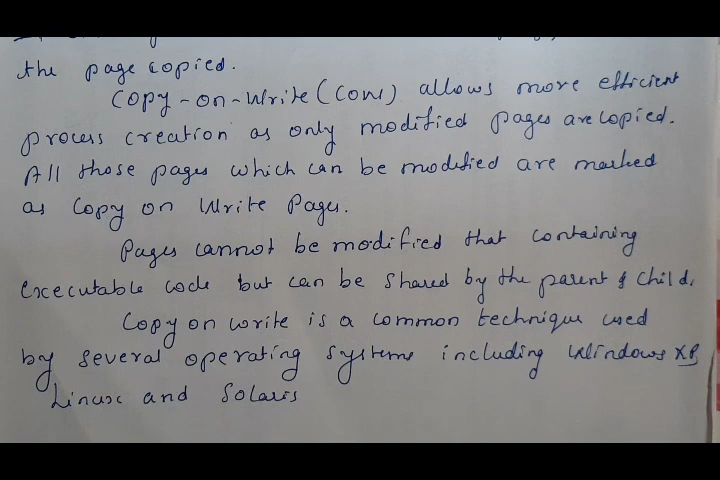 the page copied.
Copy-on-Write (COW) allows more efficient
process creation as only modified pages are copied.
All those pages which can be modified are marked
as Copy on Write Pages.
Pages cannot be modified that containing
executable code but can be shared by the parent & child.
Copy on write is a common technique used
by several operating systems including Windows XP,
Linux and Solaris